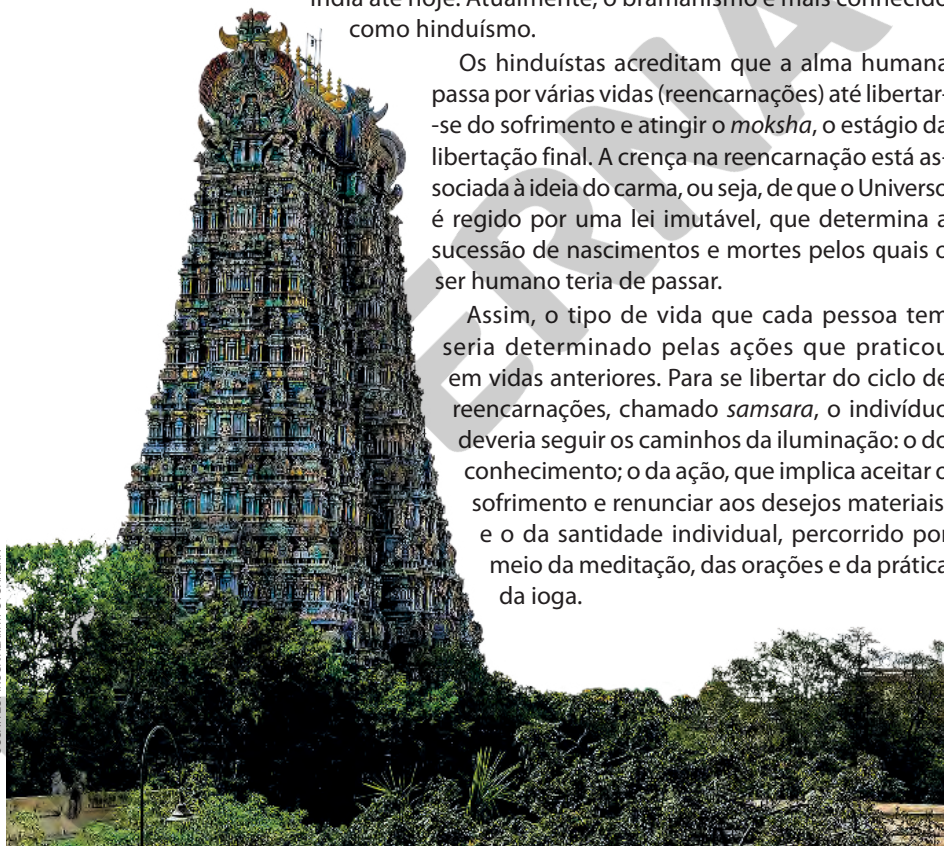 Índia até hoje. Atualmente, o bramanismo é mais conhecido
como hinduísmo.
Os hinduístas acreditam que a alma humana
passa por várias vidas (reencarnações) até libertar-
-se do sofrimento e atingir o moksha, o estágio da
libertação final. A crença na reencarnação está as-
sociada à ideia do carma, ou seja, de que o Universo
é regido por uma lei imutável, que determina a
sucessão de nascimentos e mortes pelos quais o
ser humano teria de passar.
Assim, o tipo de vida que cada pessoa tem
seria determinado pelas ações que praticou
em vidas anteriores. Para se libertar do ciclo de
reencarnações, chamado samsara, o indivíduo
deveria seguir os caminhos da iluminação: o do
conhecimento; o da ação, que implica aceitar o
sofrimento e renunciar aos desejos materiais
e o da santidade individual, percorrido por
meio da meditação, das orações e da prática
da ioga.
ERNA